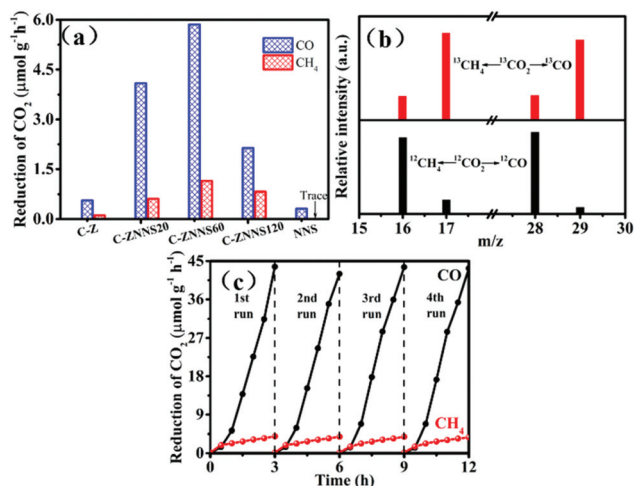 (a)
Reduction of CO₂ (μmol g⁻¹h⁻¹)
6.0
4.5
3.0
1.5
0.0
CO
CH₄
Trace
C-Z
C-ZNNS20
C-ZNNS60
C-ZNNS120
NNS
(b)
Relative intensity (a.u.)
¹³CH₄←¹³CO₂→¹³CO
¹²CH₄←¹²CO₂→¹²CO
15 16 17 28 29 30
m/z
(c)
Reduction of CO₂ (μmol g⁻¹ h⁻¹)
45
36
27
18
9
0
CO
1st run
2nd run
3rd run
4th run
CH₄
0 3 6 9 12
Time (h)